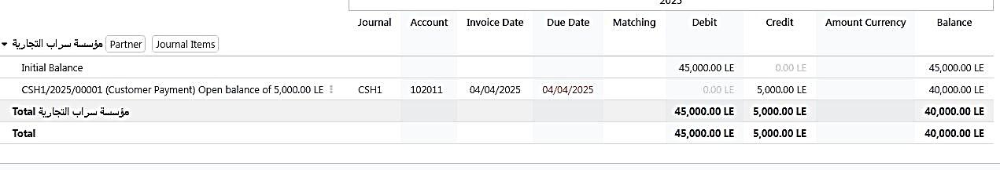 2025
Journal Account Invoice Date Due Date Matching Debit Credit Amount Currency Balance
مؤسسة سراب التجارية Partner Journal Items
Initial Balance 45,000.00 LE 0.00 LE 45,000.00 LE
CSH1/2025/00001 (Customer Payment) Open balance of 5,000.00 LE CSH1 102011 04/04/2025 04/04/2025 0.00 LE 5,000.00 LE 40,000.00 LE
Total مؤسسة سراب التجارية 45,000.00 LE 5,000.00 LE 40,000.00 LE
Total 45,000.00 LE 5,000.00 LE 40,000.00 LE